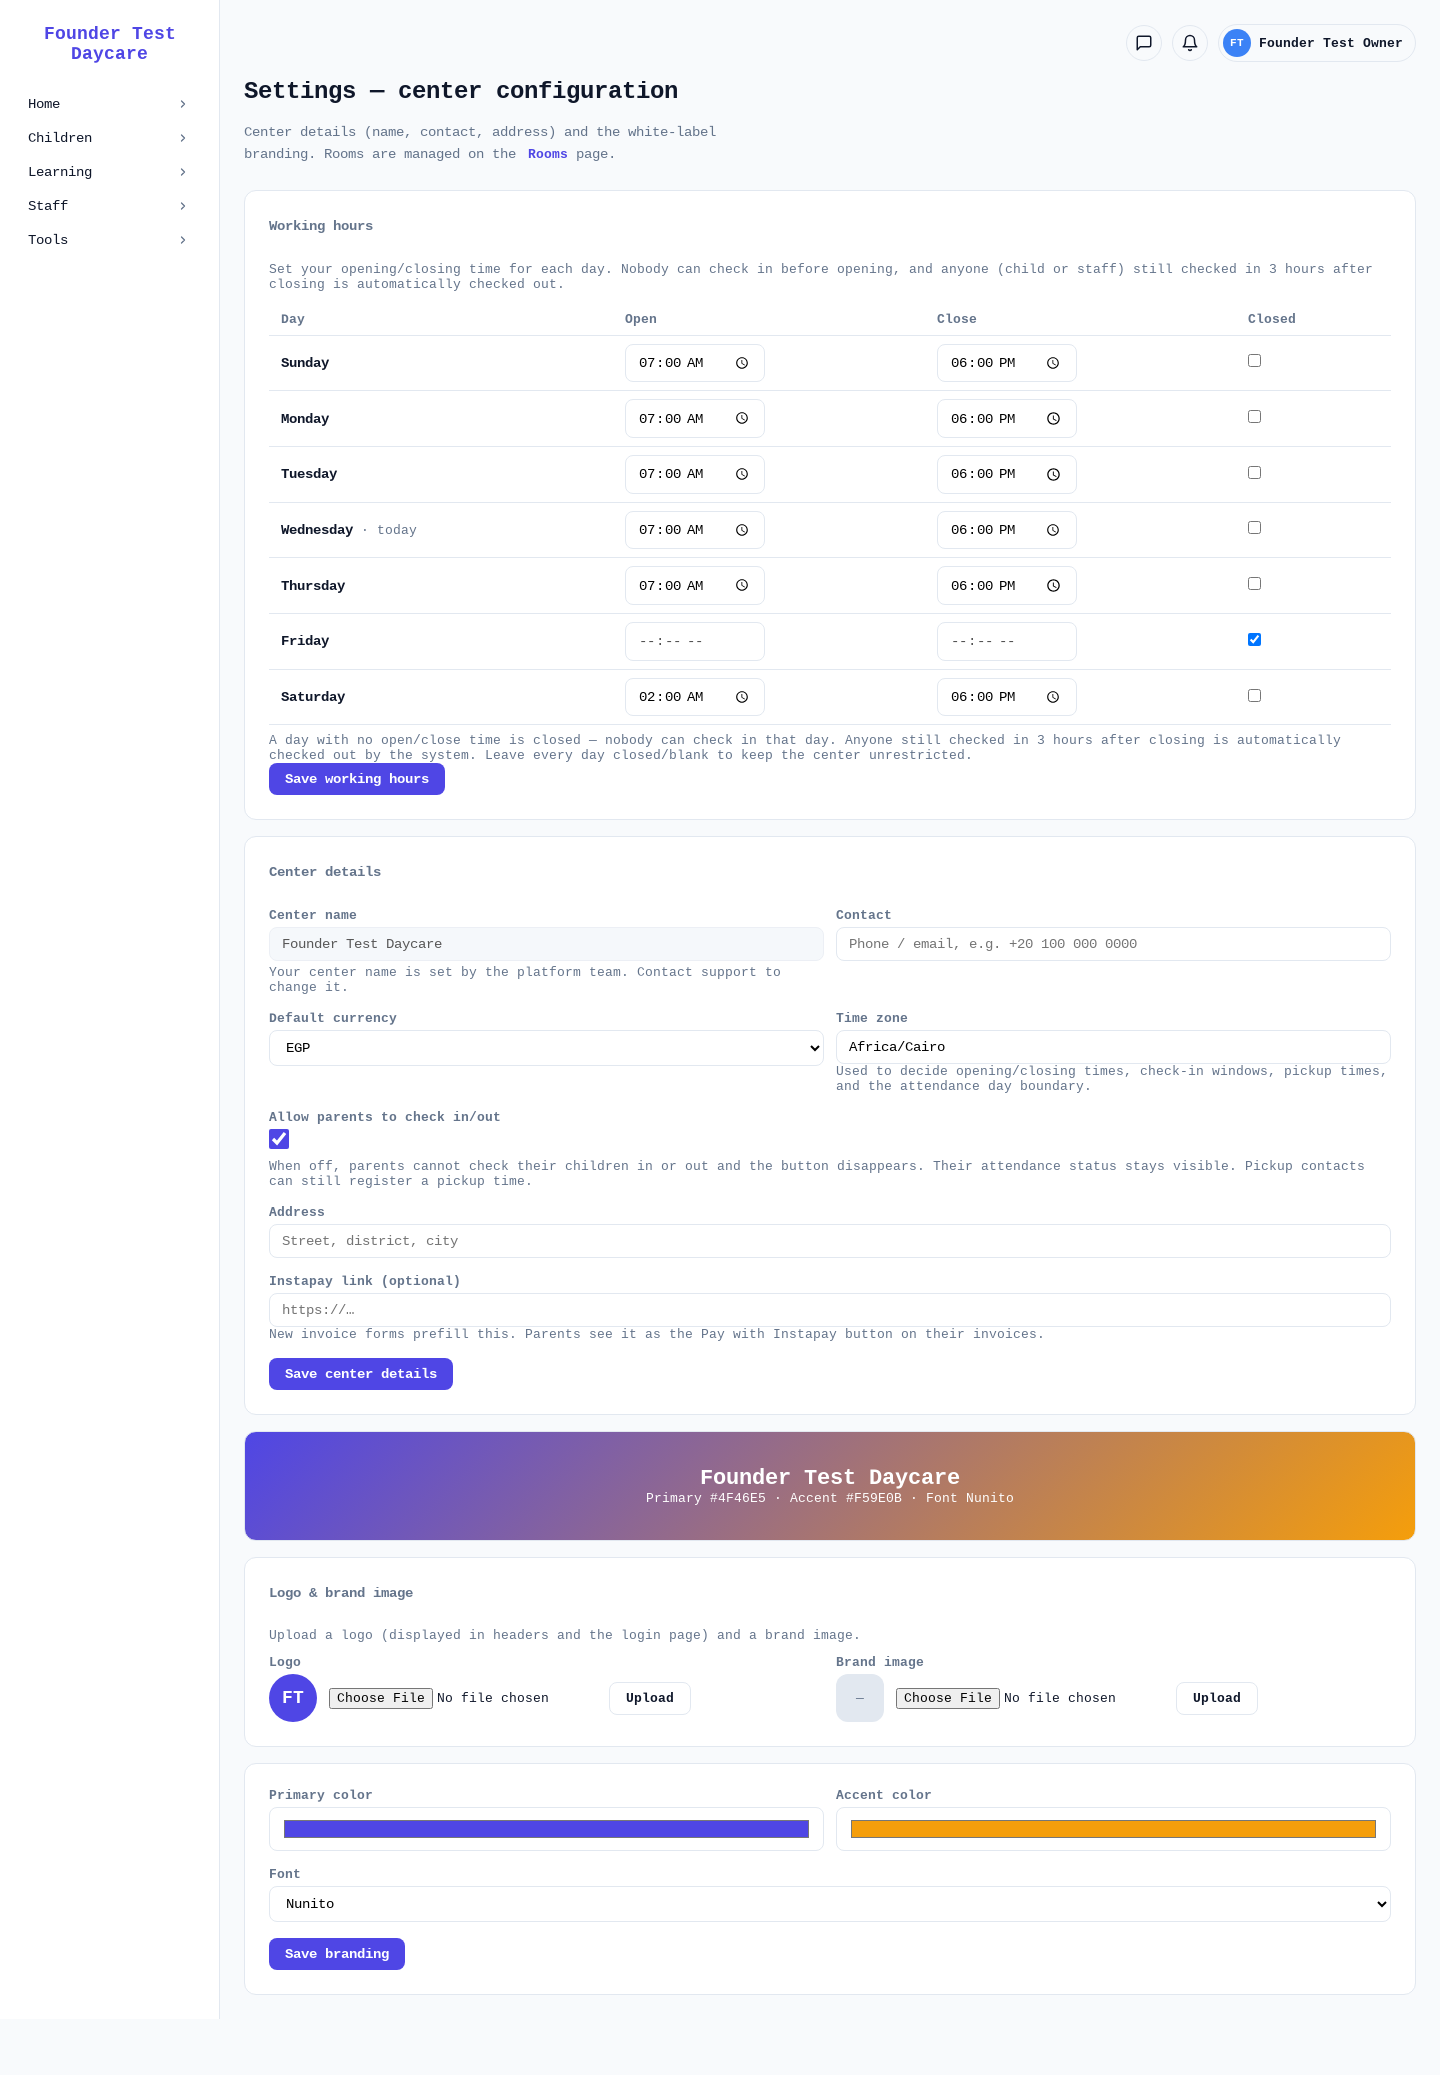 Founder Test
Daycare
Home
Children
Learning
Staff
Tools
FT Founder Test Owner
Settings — center configuration
Center details (name, contact, address) and the white-label
branding. Rooms are managed on the Rooms page.
Working hours
Set your opening/closing time for each day. Nobody can check in before opening, and anyone (child or staff) still checked in 3 hours after
closing is automatically checked out.
Day Open Close Closed
Sunday 07:00 AM 06:00 PM
Monday 07:00 AM 06:00 PM
Tuesday 07:00 AM 06:00 PM
Wednesday · today 07:00 AM 06:00 PM
Thursday 07:00 AM 06:00 PM
Friday --:-- -- --:-- --
Saturday 02:00 AM 06:00 PM
A day with no open/close time is closed — nobody can check in that day. Anyone still checked in 3 hours after closing is automatically
checked out by the system. Leave every day closed/blank to keep the center unrestricted.
Save working hours
Center details
Center name Contact
Founder Test Daycare Phone / email, e.g. +20 100 000 0000
Your center name is set by the platform team. Contact support to
change it.
Default currency Time zone
EGP Africa/Cairo
Used to decide opening/closing times, check-in windows, pickup times,
and the attendance day boundary.
Allow parents to check in/out
When off, parents cannot check their children in or out and the button disappears. Their attendance status stays visible. Pickup contacts
can still register a pickup time.
Address
Street, district, city
Instapay link (optional)
https://…
New invoice forms prefill this. Parents see it as the Pay with Instapay button on their invoices.
Save center details
Founder Test Daycare
Primary #4F46E5 · Accent #F59E0B · Font Nunito
Logo & brand image
Upload a logo (displayed in headers and the login page) and a brand image.
Logo Brand image
FT Choose File No file chosen Upload — Choose File No file chosen Upload
Primary color Accent color
Font
Nunito
Save branding